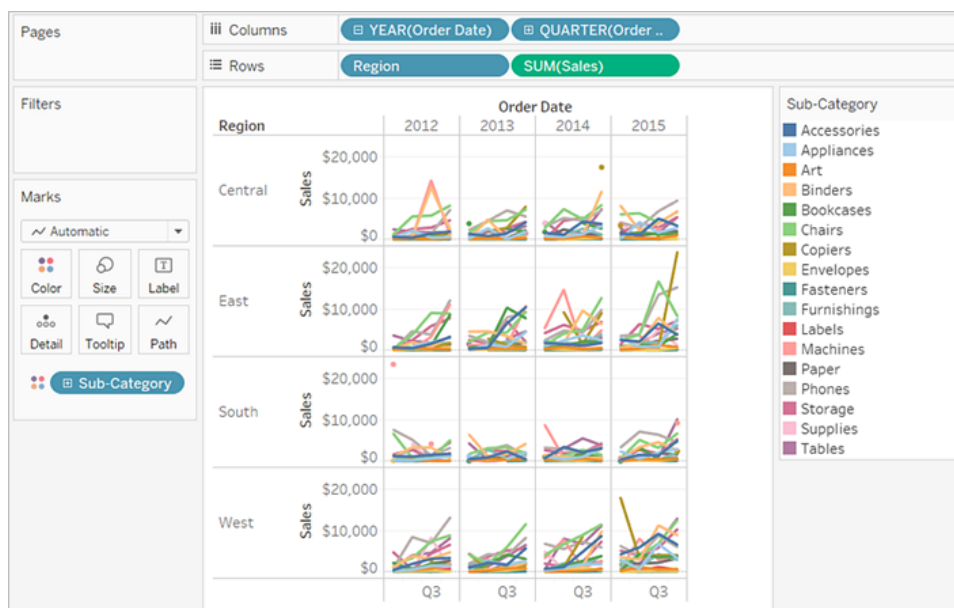 Pages
Columns
YEAR(Order Date)
QUARTER(Order ..
Rows
Region
SUM(Sales)
Filters
Marks
Automatic
Color
Size
Label
Detail
Tooltip
Path
Sub-Category
Order Date
Region
2012
2013
2014
2015
Central
Sales
$20,000
$10,000
$0
East
Sales
$20,000
$10,000
$0
South
Sales
$20,000
$10,000
$0
West
Sales
$20,000
$10,000
$0
Q3
Q3
Q3
Q3
Sub-Category
Accessories
Appliances
Art
Binders
Bookcases
Chairs
Copiers
Envelopes
Fasteners
Furnishings
Labels
Machines
Paper
Phones
Storage
Supplies
Tables